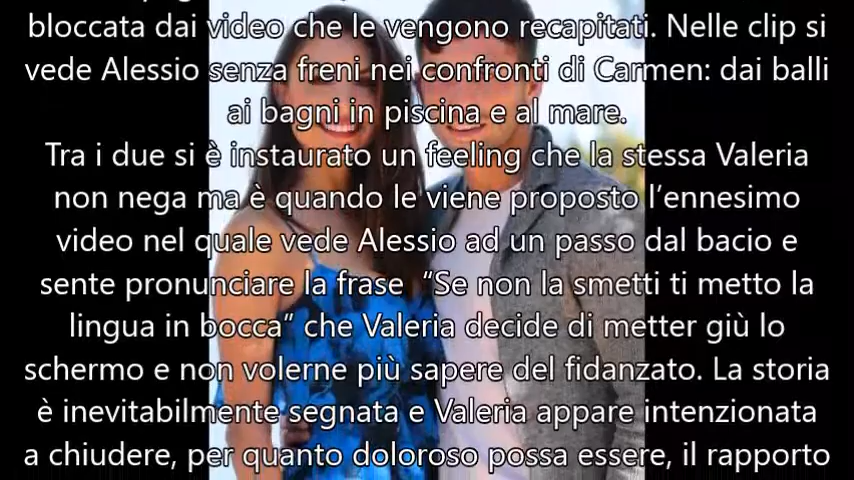 bloccata dai video che le vengono recapitati. Nelle clip si
vede Alessio senza freni nei confronti di Carmen: dai balli
ai bagni in piscina e al mare.
Tra i due si è instaurato un feeling che la stessa Valeria
non nega ma è quando le viene proposto l’ennesimo
video nel quale vede Alessio ad un passo dal bacio e
sente pronunciare la frase “Se non la smetti ti metto la
lingua in bocca” che Valeria decide di metter giù lo
schermo e non volerne più sapere del fidanzato. La storia
è inevitabilmente segnata e Valeria appare intenzionata
a chiudere, per quanto doloroso possa essere, il rapporto